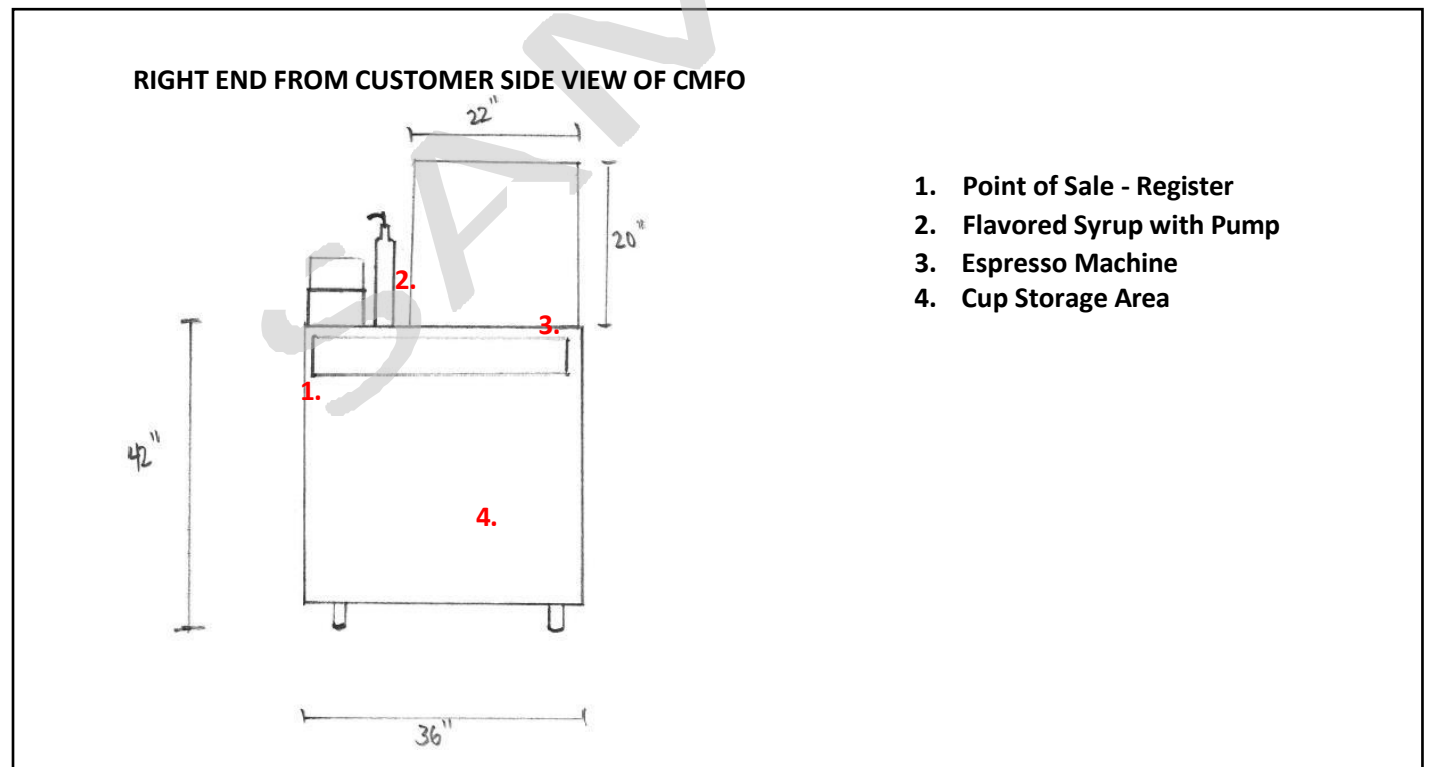 RIGHT END FROM CUSTOMER SIDE VIEW OF CMFO
22"
1. Point of Sale - Register
2. Flavored Syrup with Pump
3. Espresso Machine
4. Cup Storage Area
20"
2.
3.
1.
42"
4.
36"
SAM